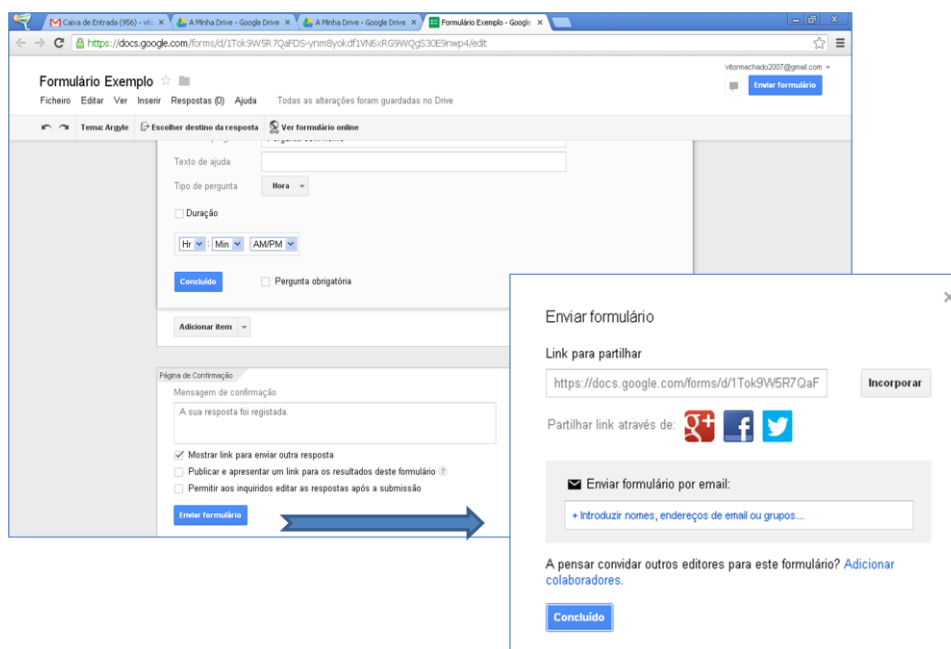 Caixa de Entrada (956) - vito
A Minha Drive - Google Drive
A Minha Drive - Google Drive
Formulário Exemplo - Google
https://docs.google.com/forms/d/1Tok9W5R7QaFDS-ynm8yokdf1VN6xRG9WQgS30E9nwp4/edit
vitormachado2007@gmail.com
Formulário Exemplo
Enviar formulário
Ficheiro Editar Ver Inserir Respostas (0) Ajuda Todas as alterações foram guardadas no Drive
Tema: Argyle Escolher destino da resposta Ver formulário online
Texto de ajuda
Tipo de pergunta Hora
Duração
Hr : Min AM/PM
Concluído Pergunta obrigatória
Adicionar item
Página de Confirmação
Mensagem de confirmação
A sua resposta foi registada.
Mostrar link para enviar outra resposta
Publicar e apresentar um link para os resultados deste formulário ?
Permitir aos inquiridos editar as respostas após a submissão
Enviar formulário
Enviar formulário
Link para partilhar
https://docs.google.com/forms/d/1Tok9W5R7QaF Incorporar
Partilhar link através de: g+ f
Enviar formulário por email:
+ Introduzir nomes, endereços de email ou grupos...
A pensar convidar outros editores para este formulário? Adicionar
colaboradores.
Concluído